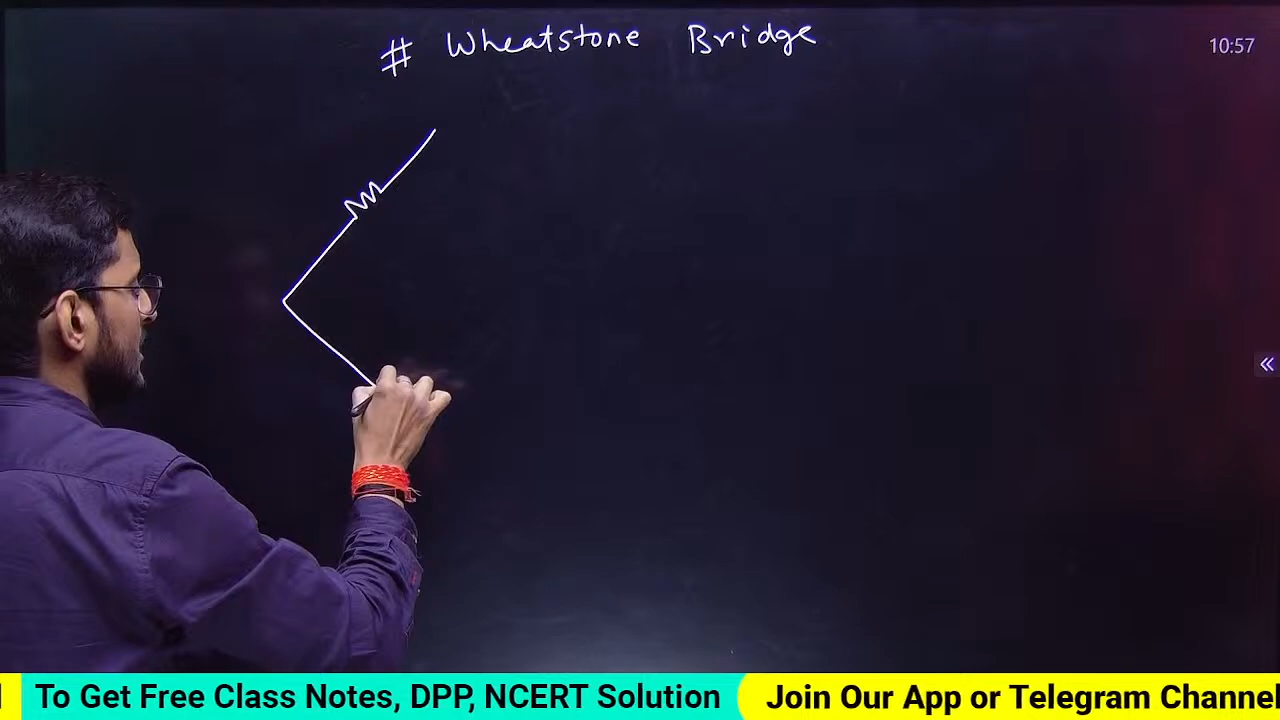 # Wheatstone Bridge
10:57
To Get Free Class Notes, DPP, NCERT Solution
Join Our App or Telegram Channel